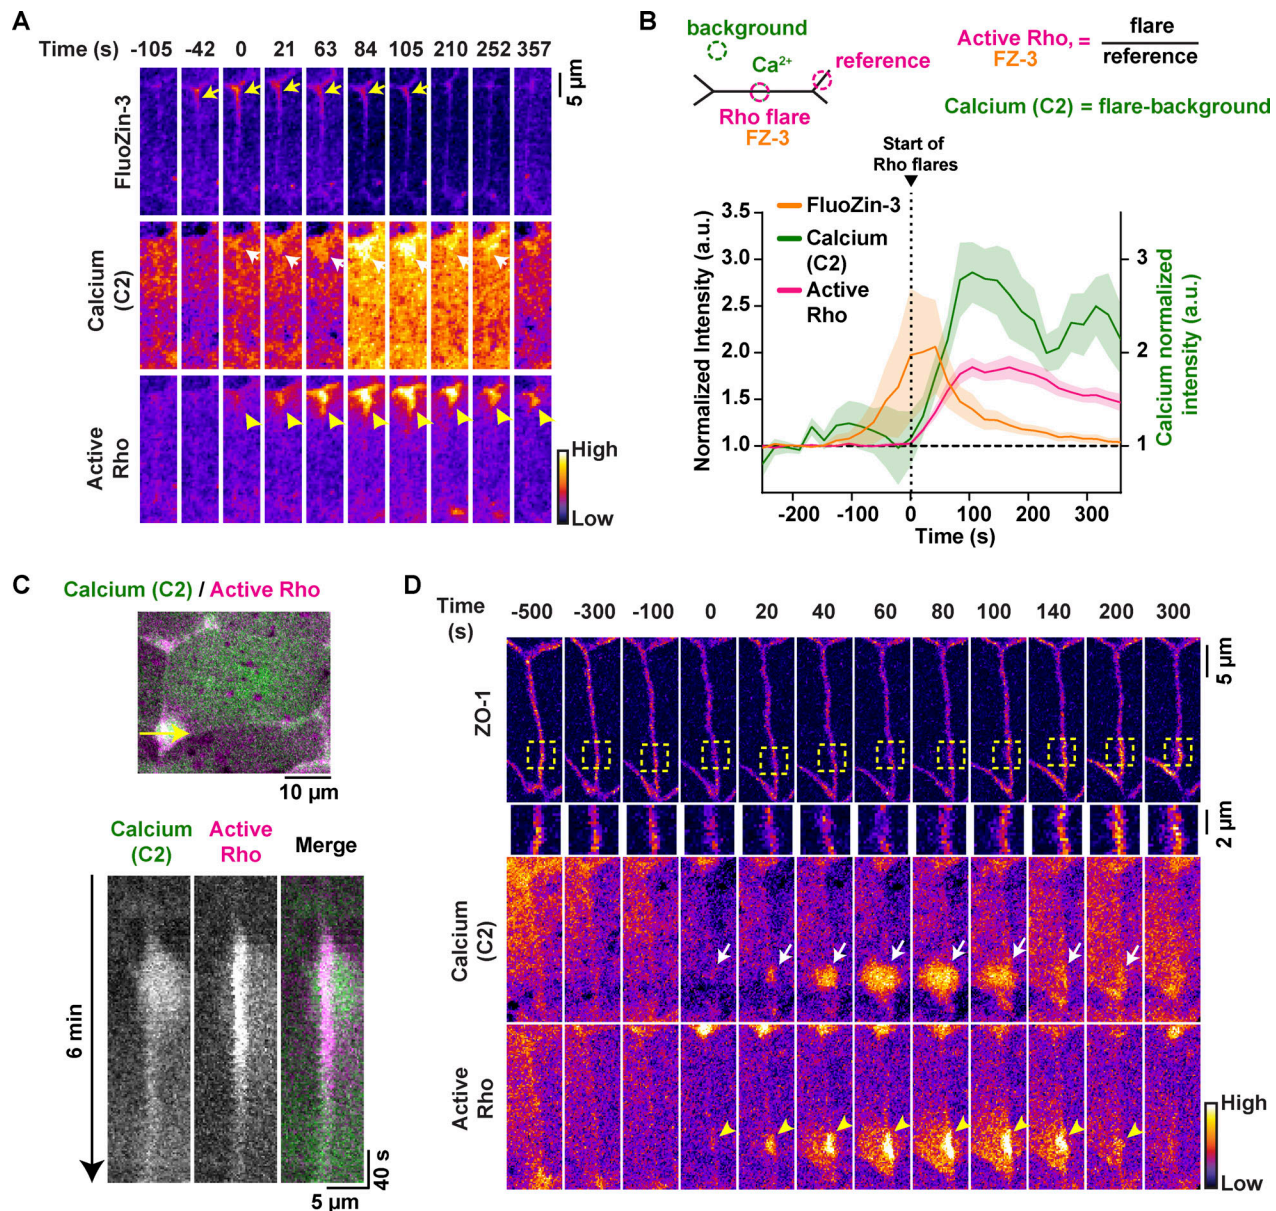 A
Time (s) -105 -42 0 21 63 84 105 210 252 357
FluoZin-3
5 µm
Calcium
(C2)
Active
Rho
High
Low
B
background
Ca2+
reference
Rho flare
FZ-3
Active Rho, = flare
FZ-3 reference
Calcium (C2) = flare-background
Start of
Rho flares
FluoZin-3
Calcium
(C2)
Active
Rho
Normalized Intensity (a.u.)
3.5
3.0
2.5
2.0
1.5
1.0
Calcium normalized
intensity (a.u.)
3
2
1
-200 -100 0 100 200 300
Time (s)
C
Calcium (C2) / Active Rho
10 µm
Calcium
(C2)
Active
Rho
Merge
6 min
40 s
5 µm
D
Time
(s)
-500 -300 -100 0 20 40 60 80 100 140 200 300
ZO-1
5 µm
2 µm
Calcium
(C2)
Active
Rho
High
Low